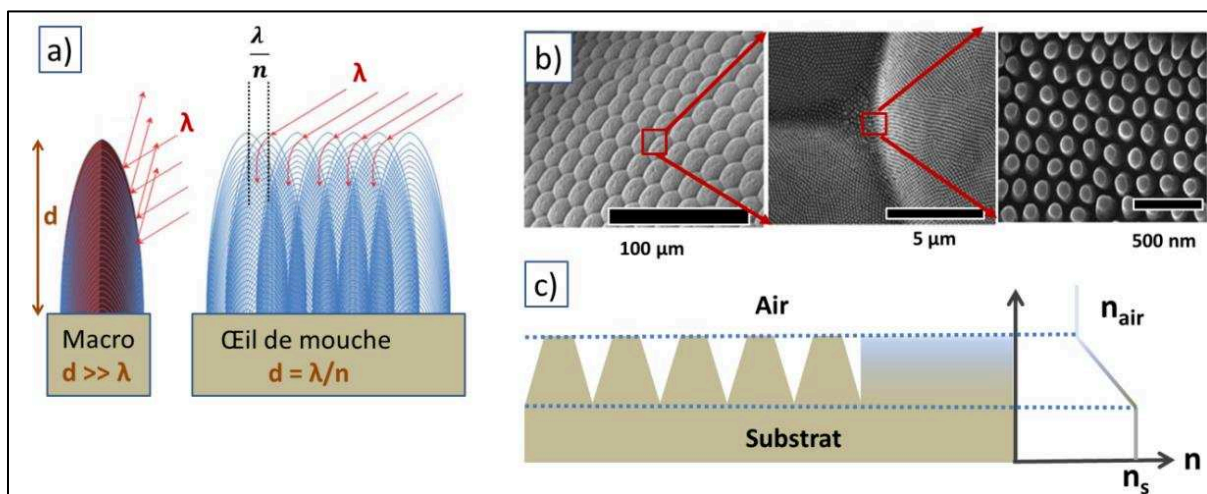 a)
λ
n
λ
λ
d
Macro
d >> λ
Œil de mouche
d = λ/n
b)
100 μm
5 μm
500 nm
c)
Air
n_air
Substrat
n
n_s